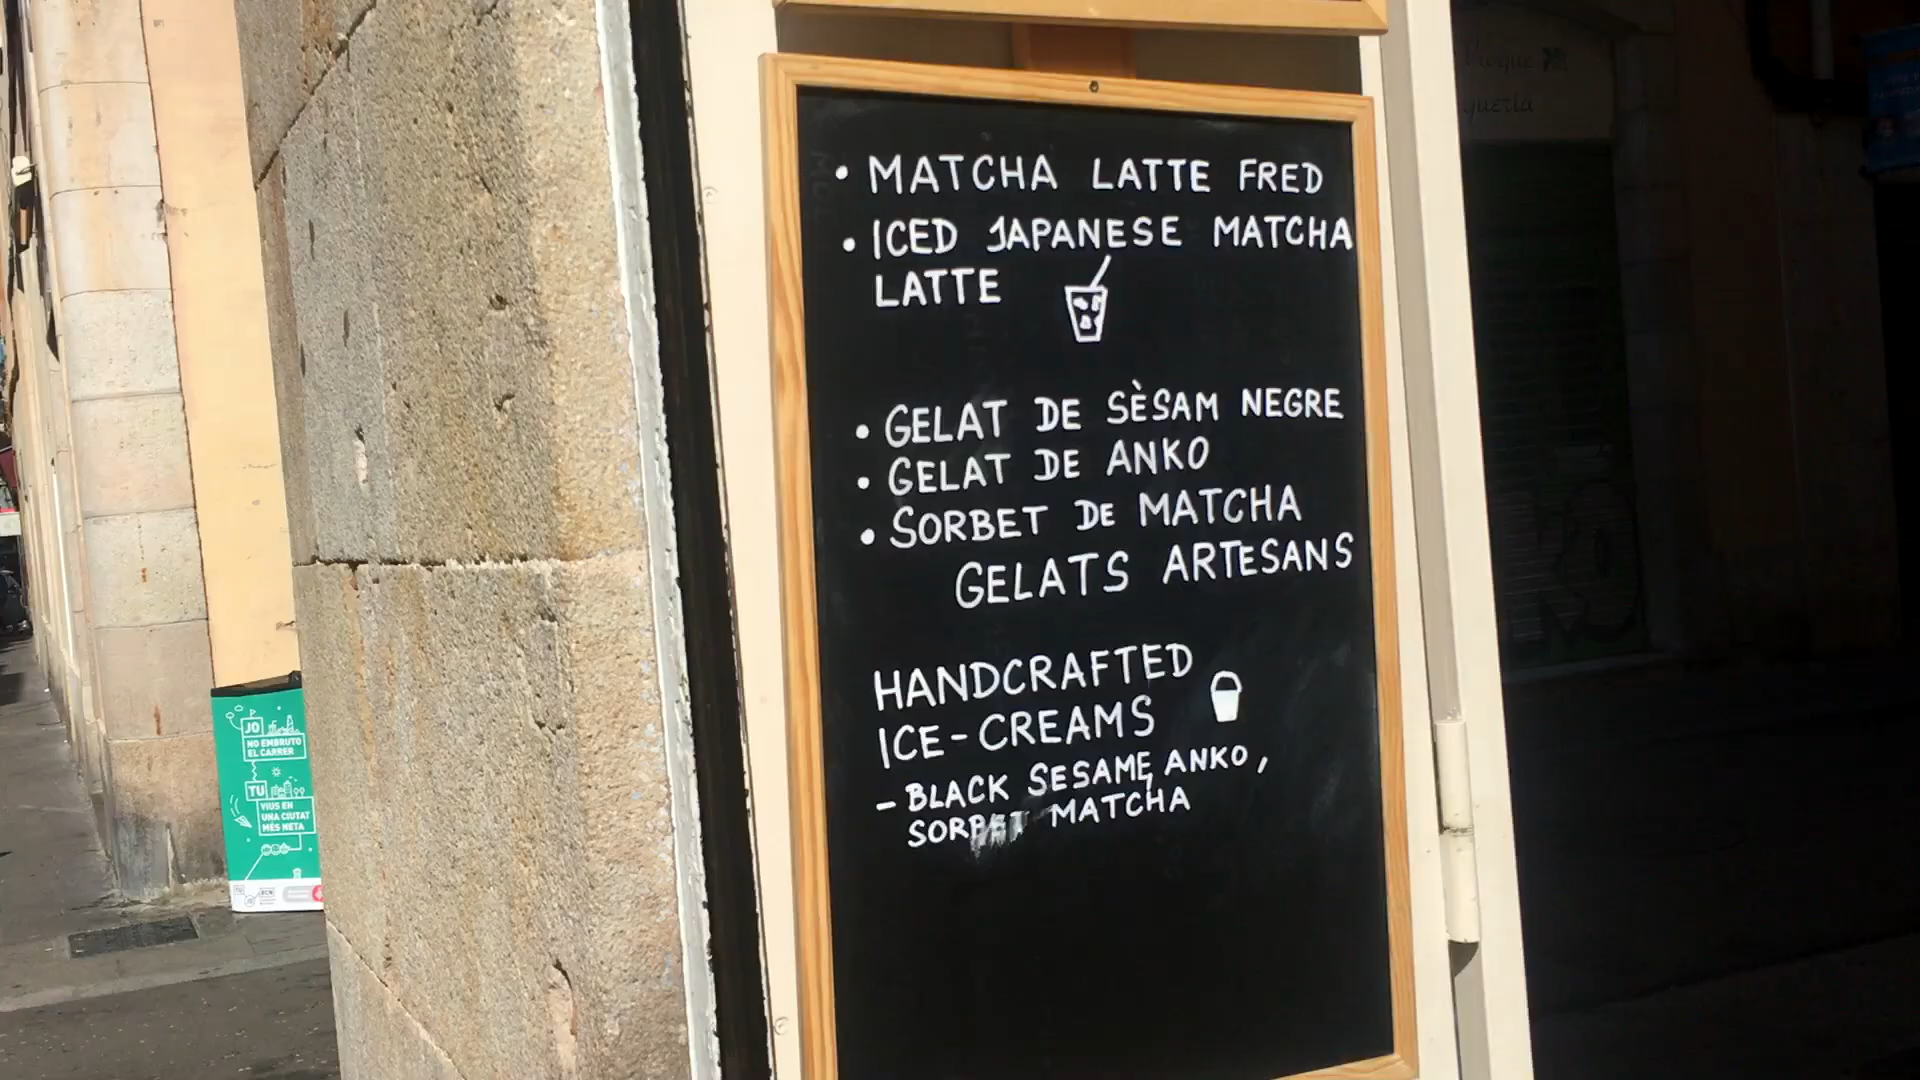 • MATCHA LATTE FRED
• ICED JAPANESE MATCHA
LATTE
• GELAT DE SÈSAM NEGRE
• GELAT DE ANKO
• SORBET DE MATCHA
GELATS ARTESANS
HANDCRAFTED
ICE-CREAMS
- BLACK SESAME, ANKO,
SORBET MATCHA
JO
NO EMBRUTO
EL CARRER
TU
VIUS EN
UNA CIUTAT
MÉS NETA